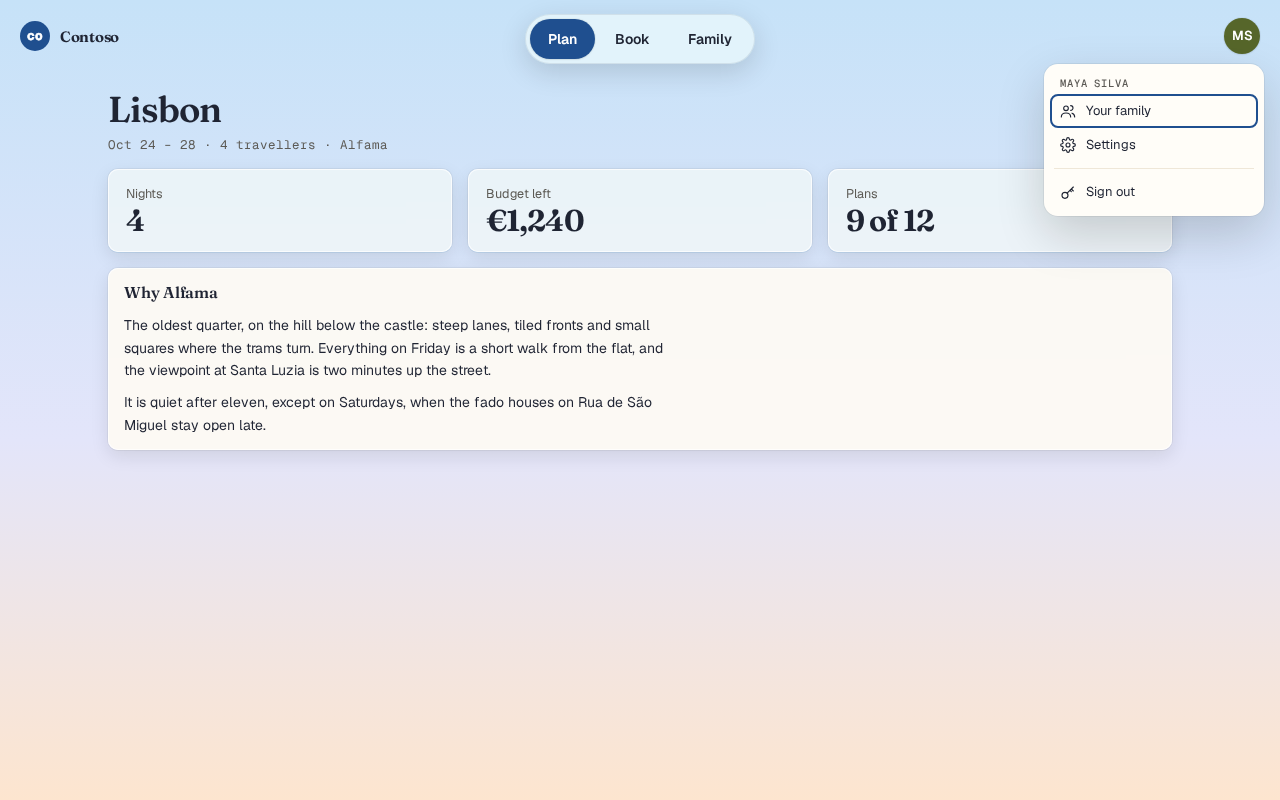 CO Contoso
Plan Book Family
MS
MAYA SILVA
Your family
Settings
Sign out
Lisbon
Oct 24 – 28 · 4 travellers · Alfama
Nights
4
Budget left
€1,240
Plans
9 of 12
Why Alfama
The oldest quarter, on the hill below the castle: steep lanes, tiled fronts and small
squares where the trams turn. Everything on Friday is a short walk from the flat, and
the viewpoint at Santa Luzia is two minutes up the street.
It is quiet after eleven, except on Saturdays, when the fado houses on Rua de São
Miguel stay open late.